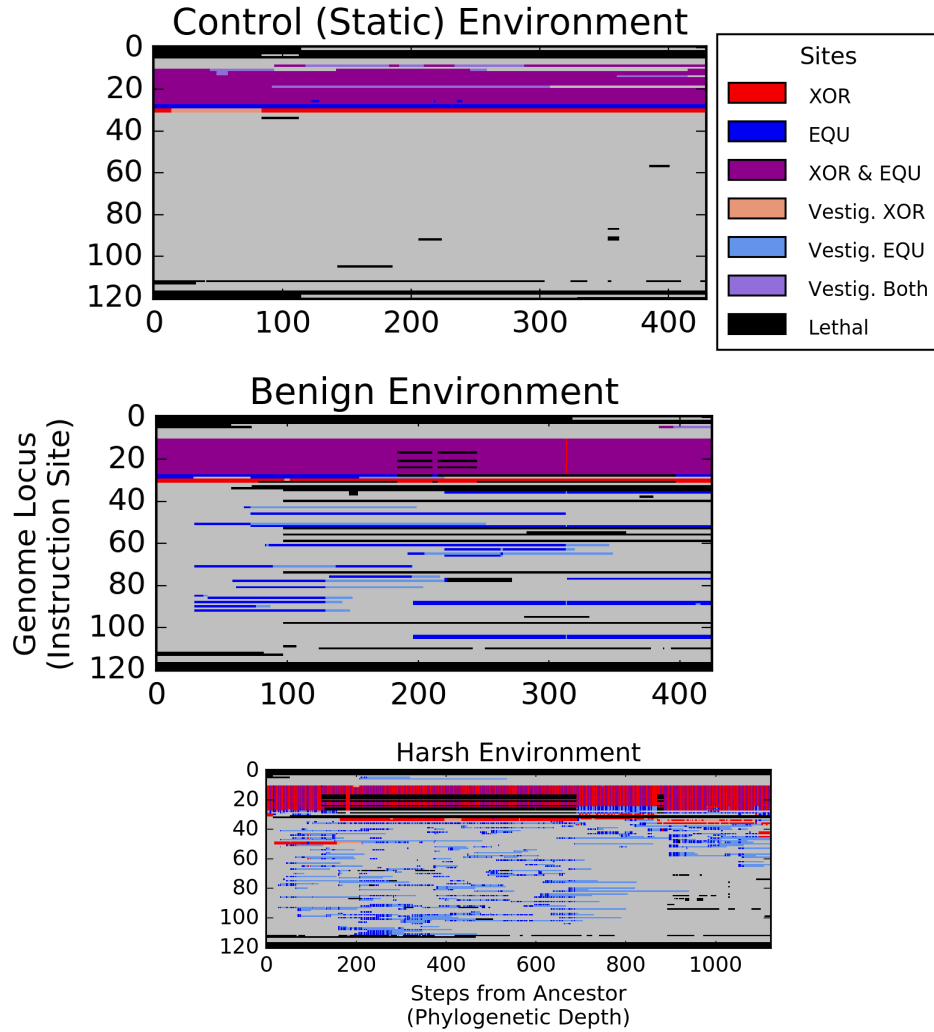 Control (Static) Environment
0
20
40
60
80
100
120
0 100 200 300 400
Sites
XOR
EQU
XOR & EQU
Vestig. XOR
Vestig. EQU
Vestig. Both
Lethal
Benign Environment
Genome Locus
(Instruction Site)
0
20
40
60
80
100
120
0 100 200 300 400
Harsh Environment
0
20
40
60
80
100
120
0 200 400 600 800 1000
Steps from Ancestor
(Phylogenetic Depth)